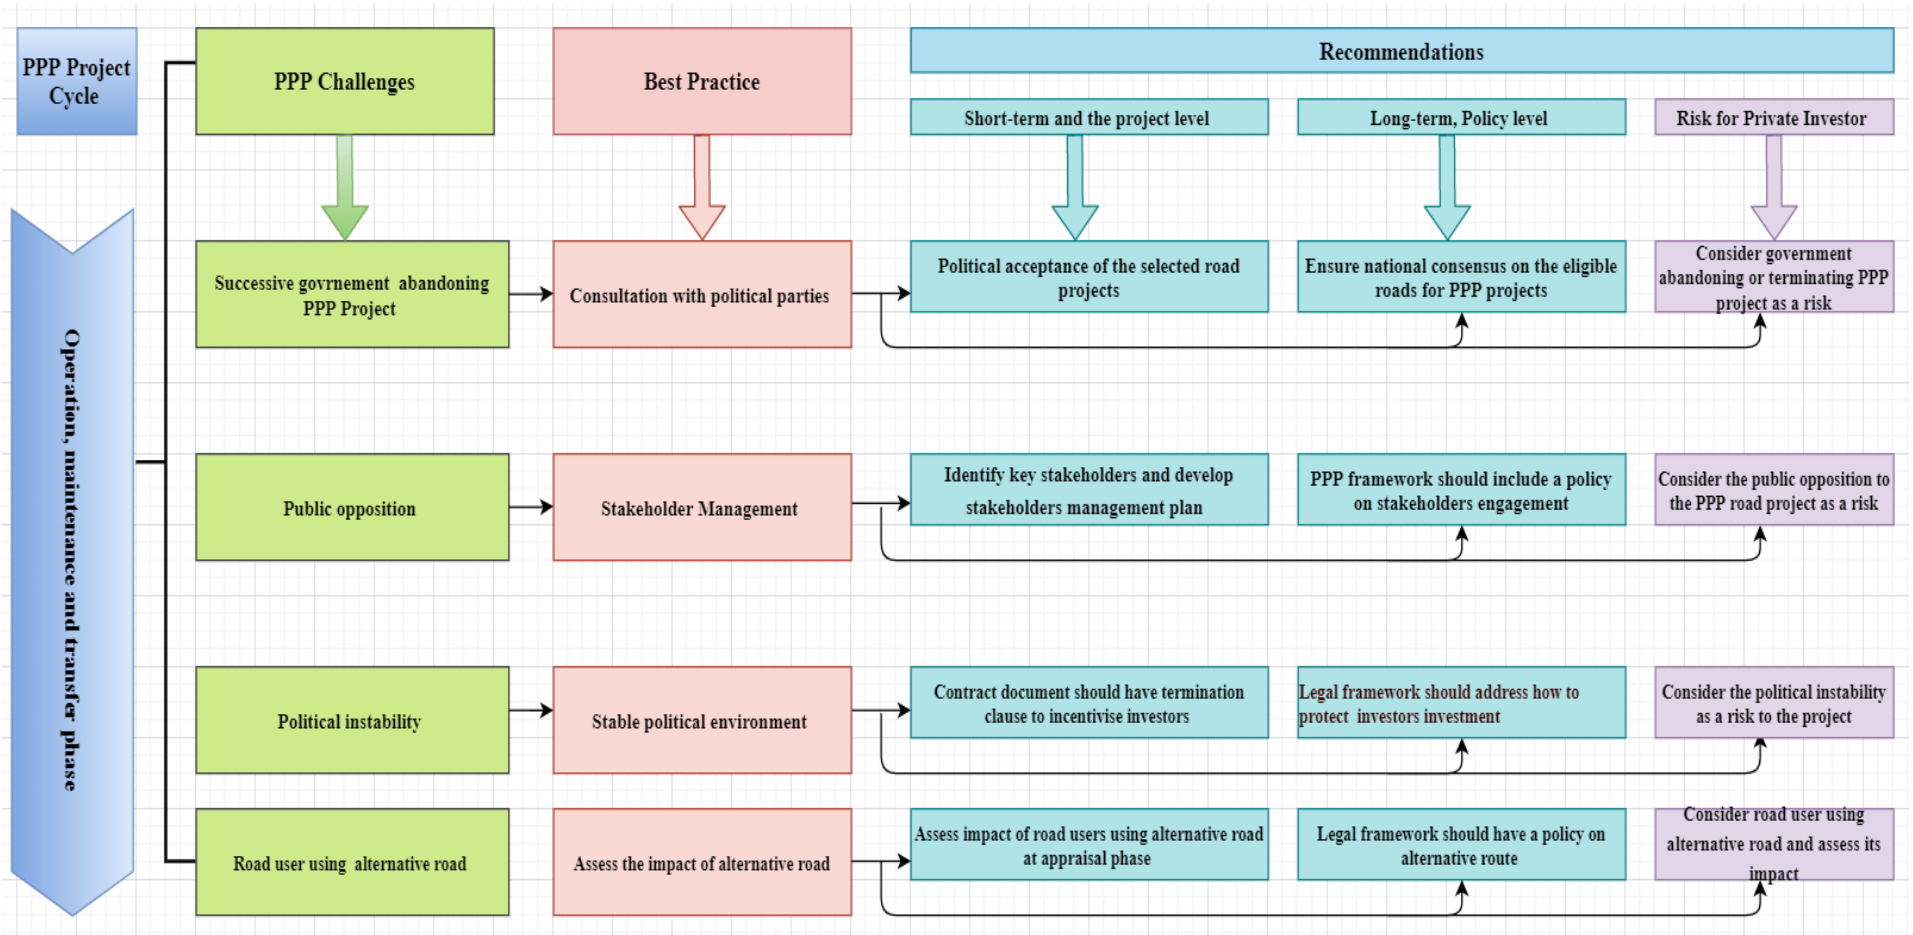 PPP Project
Cycle
PPP Challenges
Best Practice
Recommendations
Short-term and the project level
Long-term, Policy level
Risk for Private Investor
Operation, maintenance and transfer phase
Successive govrnement abandoning
PPP Project
Consultation with political parties
Political acceptance of the selected road
projects
Ensure national consensus on the eligible
roads for PPP projects
Consider government
abandoning or terminating PPP
project as a risk
Public opposition
Stakeholder Management
Identify key stakeholders and develop
stakeholders management plan
PPP framework should include a policy
on stakeholders engagement
Consider the public opposition to
the PPP road project as a risk
Political instability
Stable political environment
Contract document should have termination
clause to incentivise investors
Legal framework should address how to
protect investors investment
Consider the political instability
as a risk to the project
Road user using alternative road
Assess the impact of alternative road
Assess impact of road users using alternative road
at appraisal phase
Legal framework should have a policy on
alternative route
Consider road user using
alternative road and assess its
impact